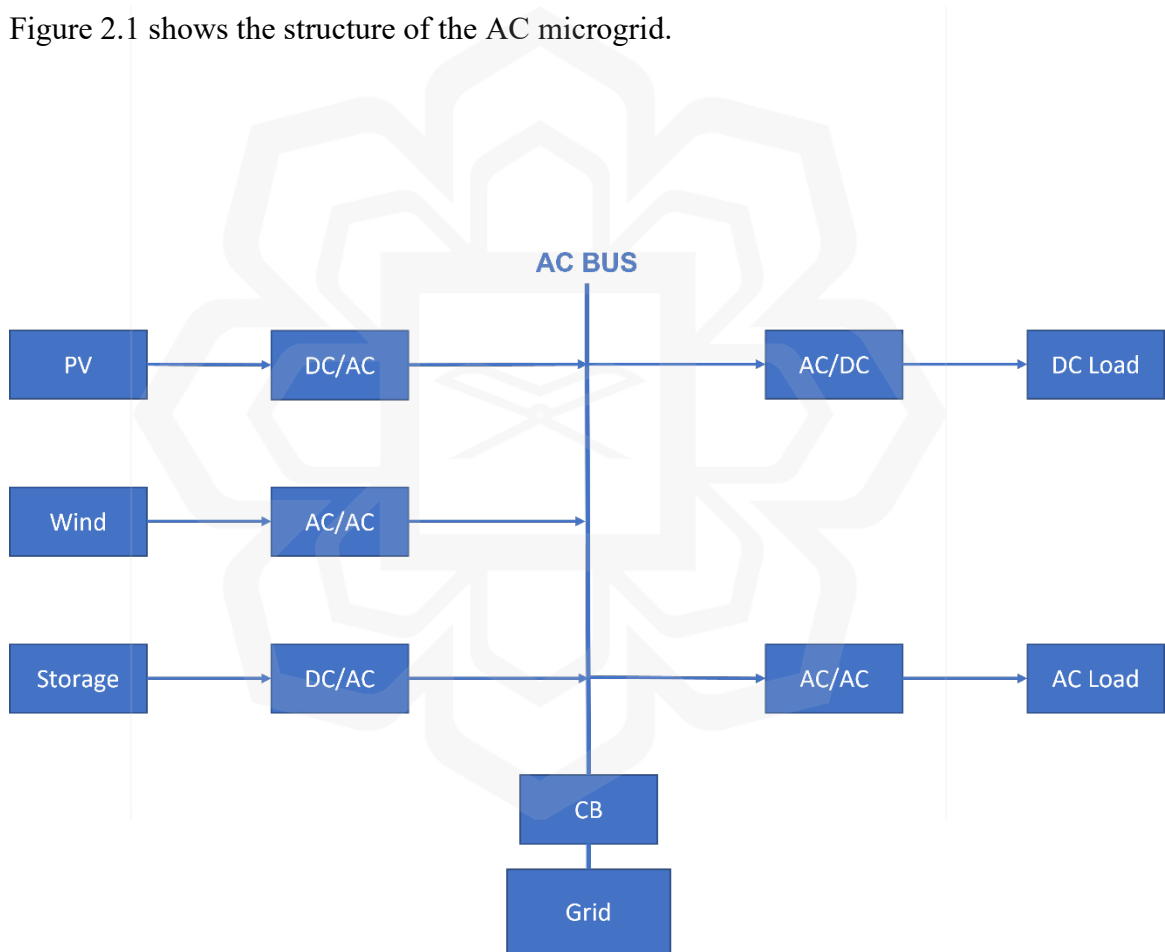 Figure 2.1 shows the structure of the AC microgrid.
AC BUS
PV
DC/AC
AC/DC
DC Load
Wind
AC/AC
Storage
DC/AC
AC/AC
AC Load
CB
Grid